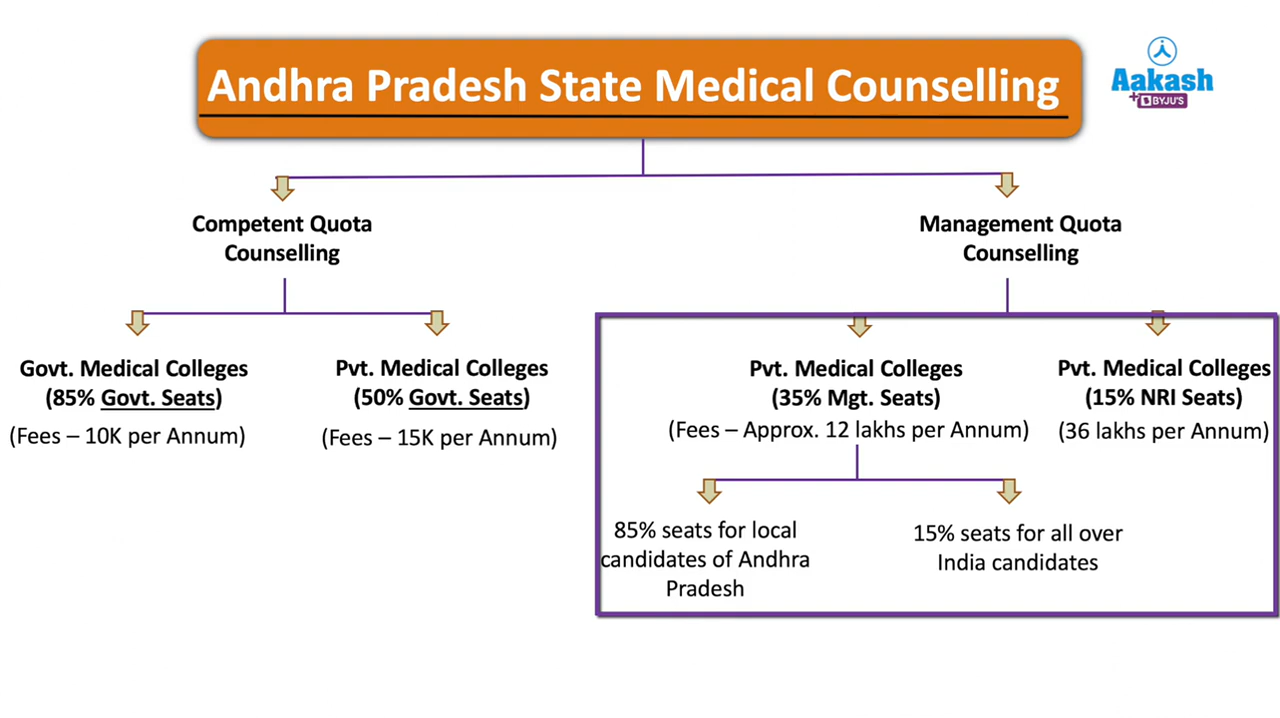 Andhra Pradesh State Medical Counselling
Aakash
+ BYJU'S
Competent Quota
Counselling
Management Quota
Counselling
Govt. Medical Colleges
(85% Govt. Seats)
(Fees – 10K per Annum)
Pvt. Medical Colleges
(50% Govt. Seats)
(Fees – 15K per Annum)
Pvt. Medical Colleges
(35% Mgt. Seats)
(Fees – Approx. 12 lakhs per Annum)
Pvt. Medical Colleges
(15% NRI Seats)
(36 lakhs per Annum)
85% seats for local
candidates of Andhra
Pradesh
15% seats for all over
India candidates